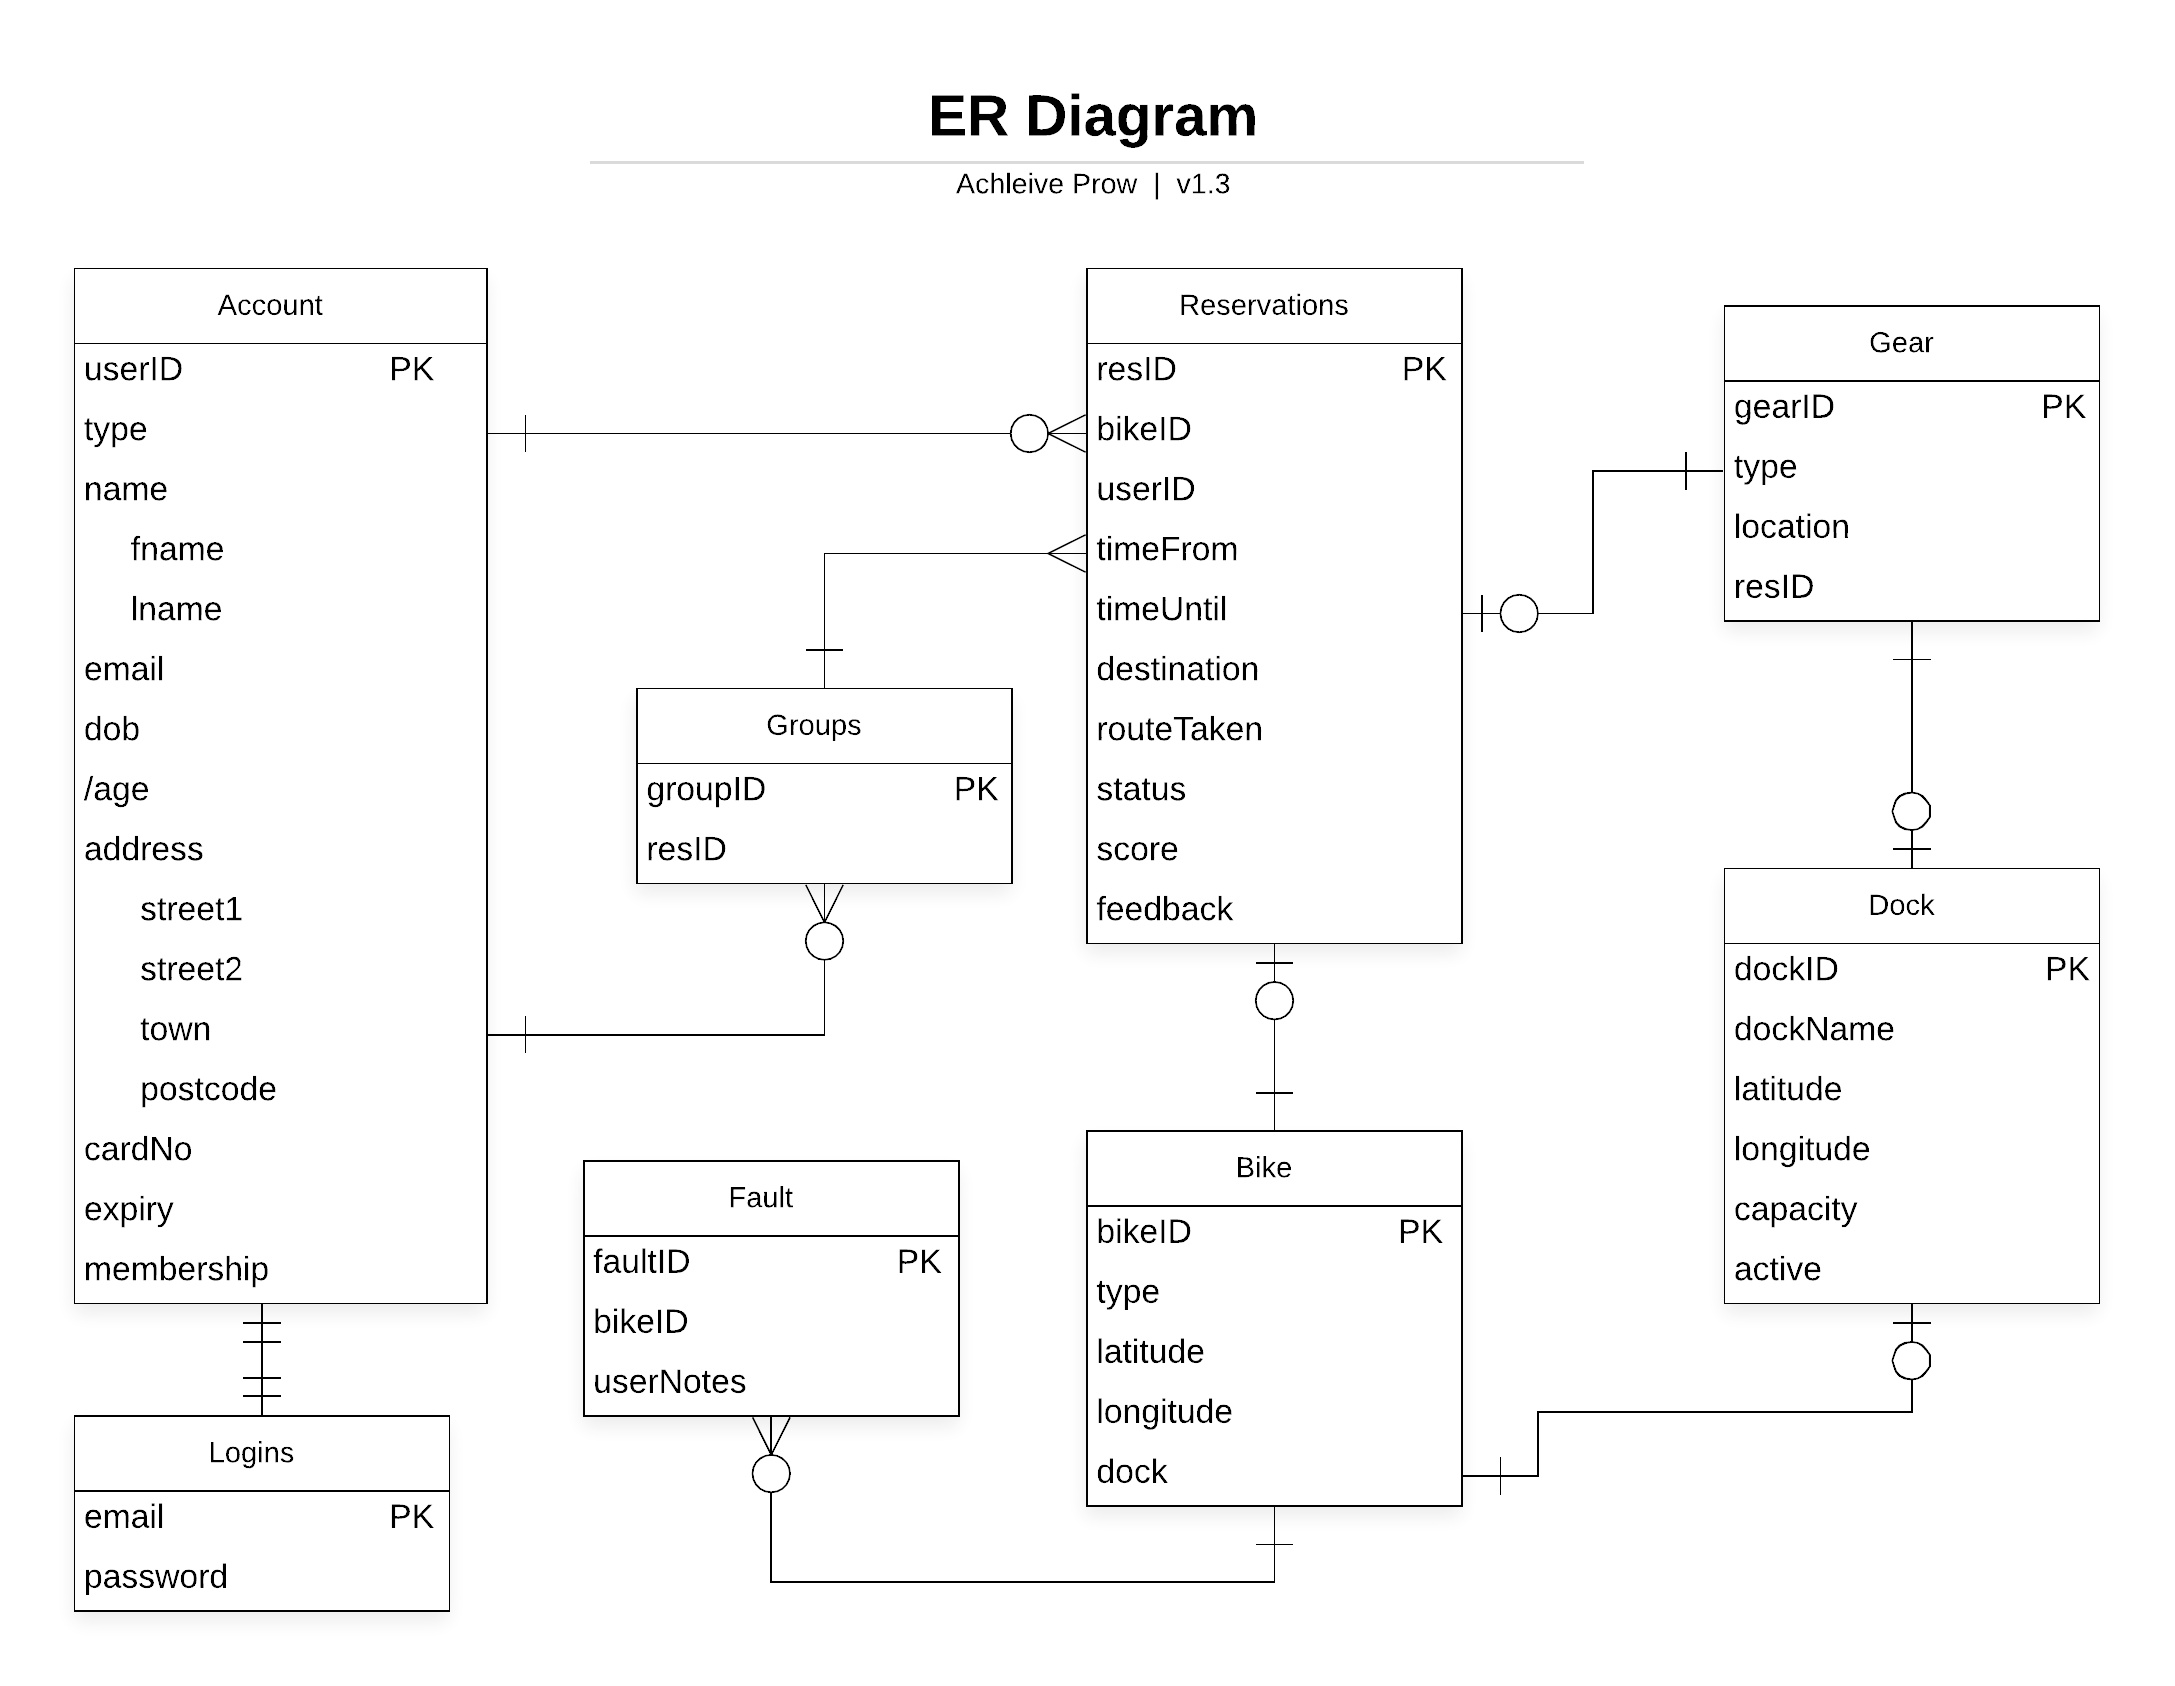 ER Diagram
Achleive Prow | v1.3
Account
userID PK
type
name
fname
lname
email
dob
/age
address
street1
street2
town
postcode
cardNo
expiry
membership
Reservations
resID PK
bikeID
userID
timeFrom
timeUntil
destination
routeTaken
status
score
feedback
Gear
gearID PK
type
location
resID
Groups
groupID PK
resID
Dock
dockID PK
dockName
latitude
longitude
capacity
active
Fault
faultID PK
bikeID
userNotes
Bike
bikeID PK
type
latitude
longitude
dock
Logins
email PK
password